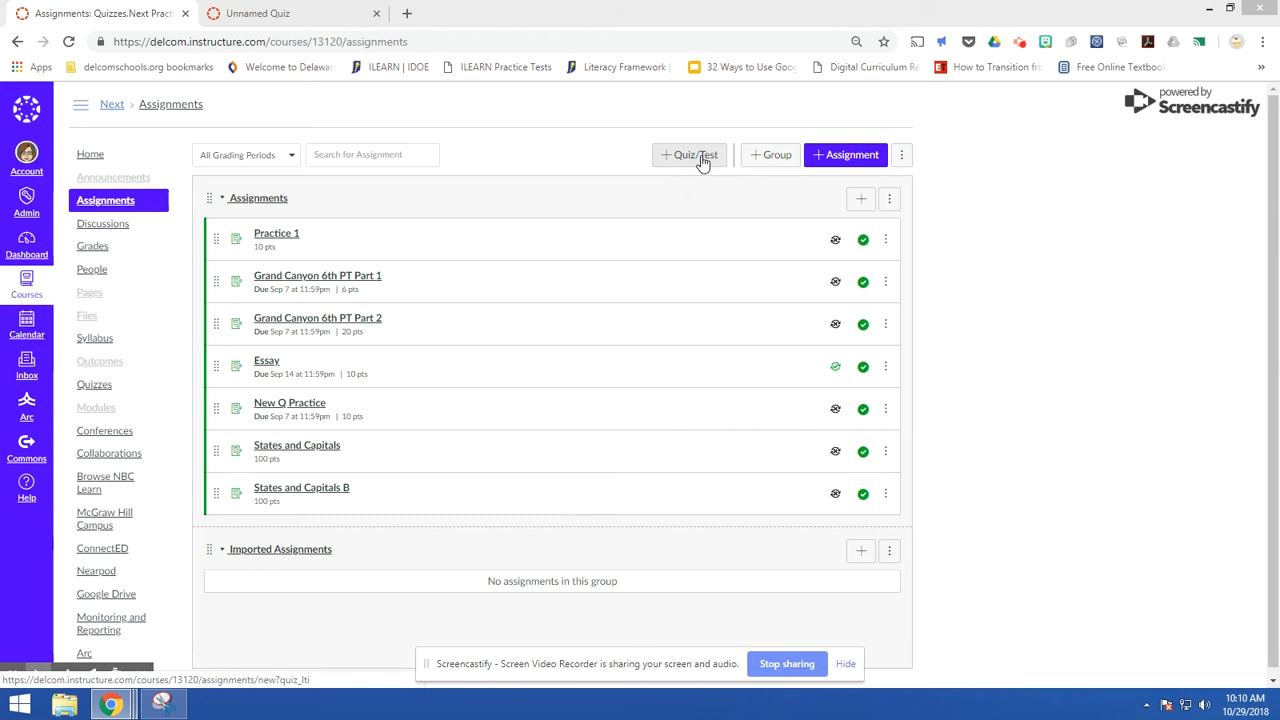 Assignments: Quizzes.Next Pract
Unnamed Quiz
https://delcom.instructure.com/courses/13120/assignments
Apps
delcomschools.org bookmarks
Welcome to Delaw
ILEARN | IDOE
ILEARN Practice Tests
Literacy Framework |
32 Ways to Use Goo
Digital Curriculum Re
How to Transition fro
Free Online Textbook
powered by
Screencastify
Next > Assignments
Account
Admin
Dashboard
Courses
Calendar
Inbox
Arc
Commons
Help
Home
Announcements
Assignments
Discussions
Grades
People
Pages
Files
Syllabus
Outcomes
Quizzes
Modules
Conferences
Collaborations
Browse NBC
Learn
McGraw Hill
Campus
ConnectED
Nearpod
Google Drive
Monitoring and
Reporting
Arc
All Grading Periods
Search for Assignment
+ Quiz/Test
+ Group
+ Assignment
Assignments
Practice 1
10 pts
Grand Canyon 6th PT Part 1
Due Sep 7 at 11:59pm | 6 pts
Grand Canyon 6th PT Part 2
Due Sep 7 at 11:59pm | 20 pts
Essay
Due Sep 14 at 11:59pm | 10 pts
New Q Practice
Due Sep 7 at 11:59pm | 10 pts
States and Capitals
100 pts
States and Capitals B
100 pts
Imported Assignments
No assignments in this group
Screencastify - Screen Video Recorder is sharing your screen and audio.
Stop sharing
Hide
https://delcom.instructure.com/courses/13120/assignments/new?quiz_lti
10:10 AM
10/29/2018